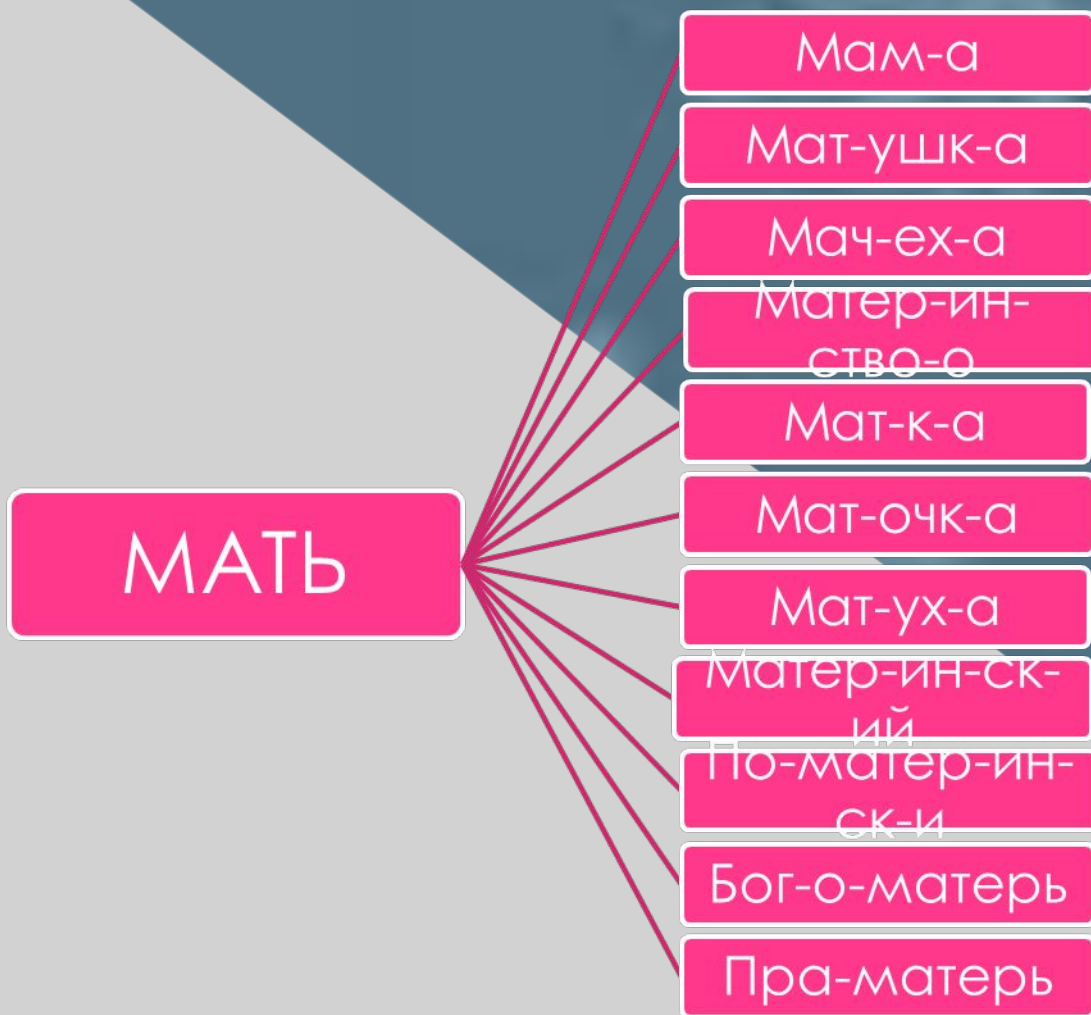 МАТЬ
Мам-а
Мат-ушк-а
Мач-ех-а
Матер-ин-
ство-о
Мат-к-а
Мат-очк-а
Мат-ух-а
Матер-ин-ск-
ий
По-матер-ин-
ск-и
Бог-о-матерь
Пра-матерь